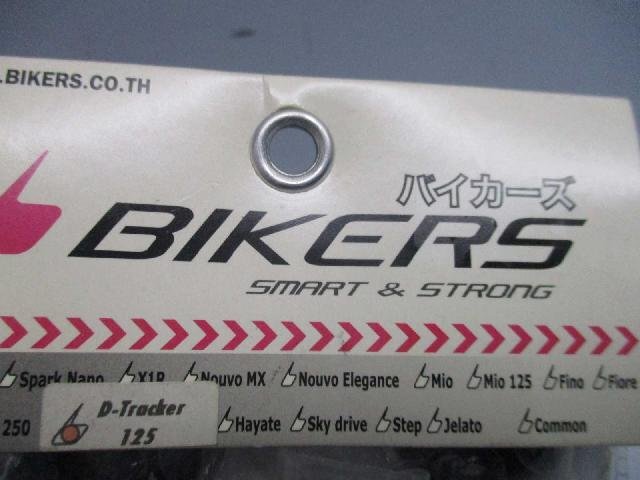 .BIKERS.CO.TH
バイカーズ
BIKERS
SMART & STRONG
Spark Nano X1R Nouvo MX Nouvo Elegance Mio Mio 125 Fino Fiore
250 D-Tracker 125 Hayate Sky drive Step Jelato Common